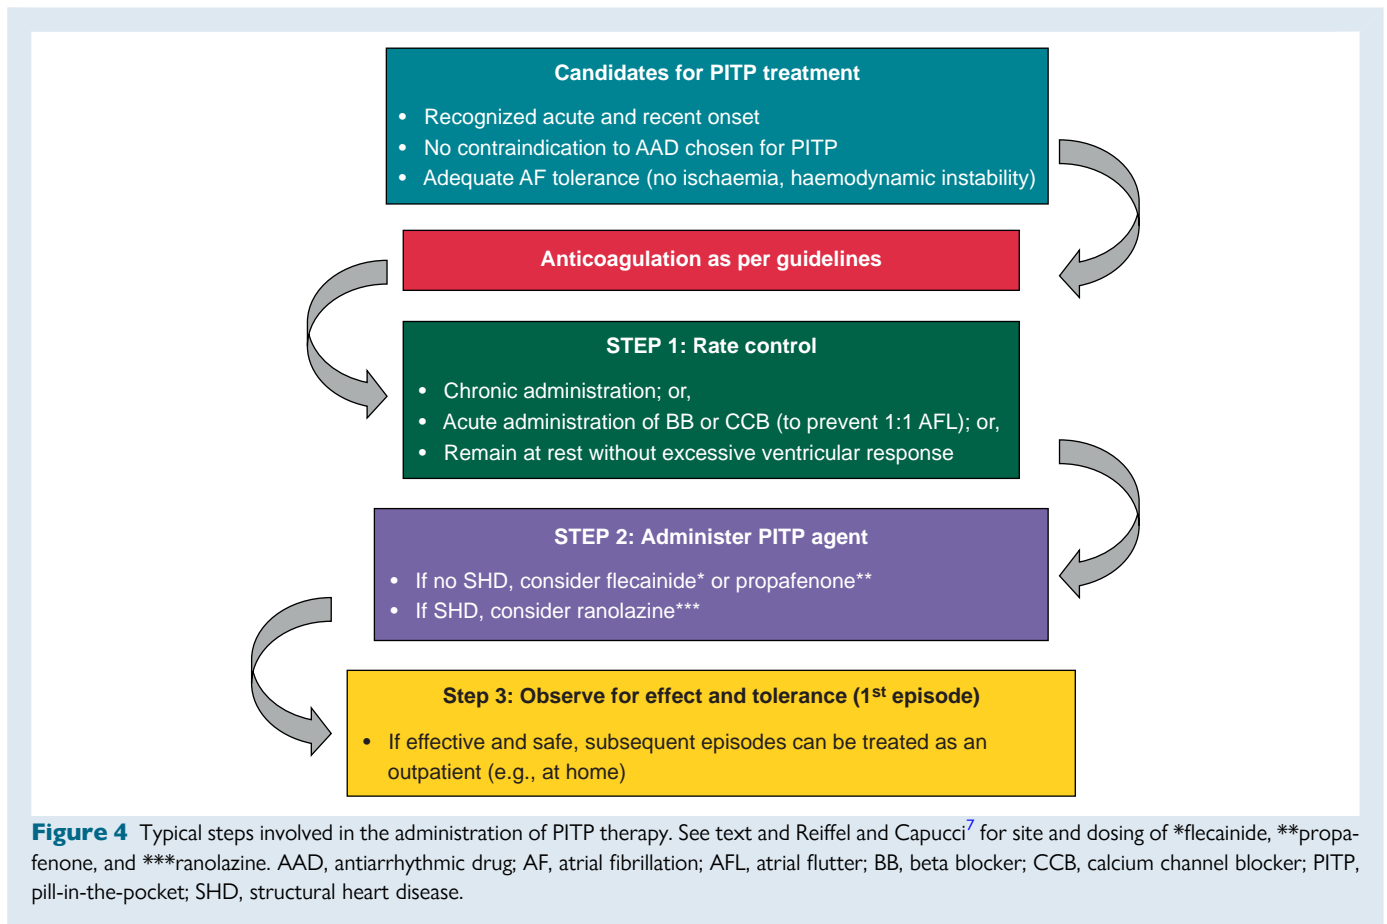 Candidates for PITP treatment
• Recognized acute and recent onset
• No contraindication to AAD chosen for PITP
• Adequate AF tolerance (no ischaemia, haemodynamic instability)
Anticoagulation as per guidelines
STEP 1: Rate control
• Chronic administration; or,
• Acute administration of BB or CCB (to prevent 1:1 AFL); or,
• Remain at rest without excessive ventricular response
STEP 2: Administer PITP agent
• If no SHD, consider flecainide* or propafenone**
• If SHD, consider ranolazine***
Step 3: Observe for effect and tolerance (1st episode)
• If effective and safe, subsequent episodes can be treated as an
outpatient (e.g., at home)
Figure 4 Typical steps involved in the administration of PITP therapy. See text and Reiffel and Capucci7 for site and dosing of *flecainide, **propa-
fenone, and ***ranolazine. AAD, antiarrhythmic drug; AF, atrial fibrillation; AFL, atrial flutter; BB, beta blocker; CCB, calcium channel blocker; PITP,
pill-in-the-pocket; SHD, structural heart disease.